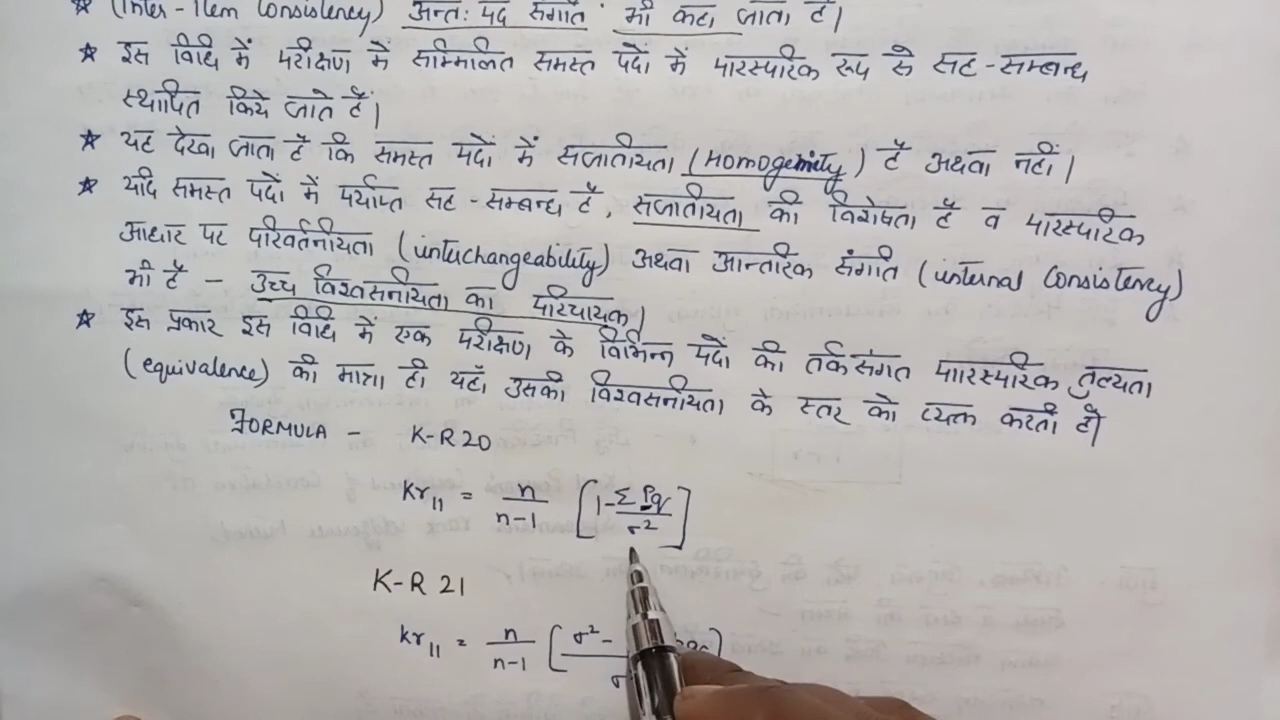 ★ (Inter-Item Consistency) अन्त: पद संगति भी कहा जाता है।
★ इस विधि में परीक्षण में सम्मिलित समस्त पदों में पारस्परिक रूप से सह-सम्बन्ध
स्थापित किये जाते हैं।
★ यह देखा जाता है कि समस्त पदों में सजातीयता (Homogeinity) है अथवा नहीं।
★ यदि समस्त पदों में पर्याप्त सह-सम्बन्ध है, सजातीयता की विशेषता है व पारस्परिक
आधार पर परिवर्तनीयता (interchangeability) अथवा आन्तरिक संगति (internal Consistency)
भी है – उच्च विश्वसनीयता का परिचायक।
★ इस प्रकार इस विधि में एक परीक्षण के विभिन्न पदों की तर्कसंगत पारस्परिक तुल्यता
(equivalence) की मात्रा ही यहाँ उसकी विश्वसनीयता के स्तर को व्यक्त करती है।
FORMULA – K-R20
kr₁₁ = n/(n-1) [1 - Σpq/σ²]
K-R 21
kr₁₁ = n/(n-1) [σ² -